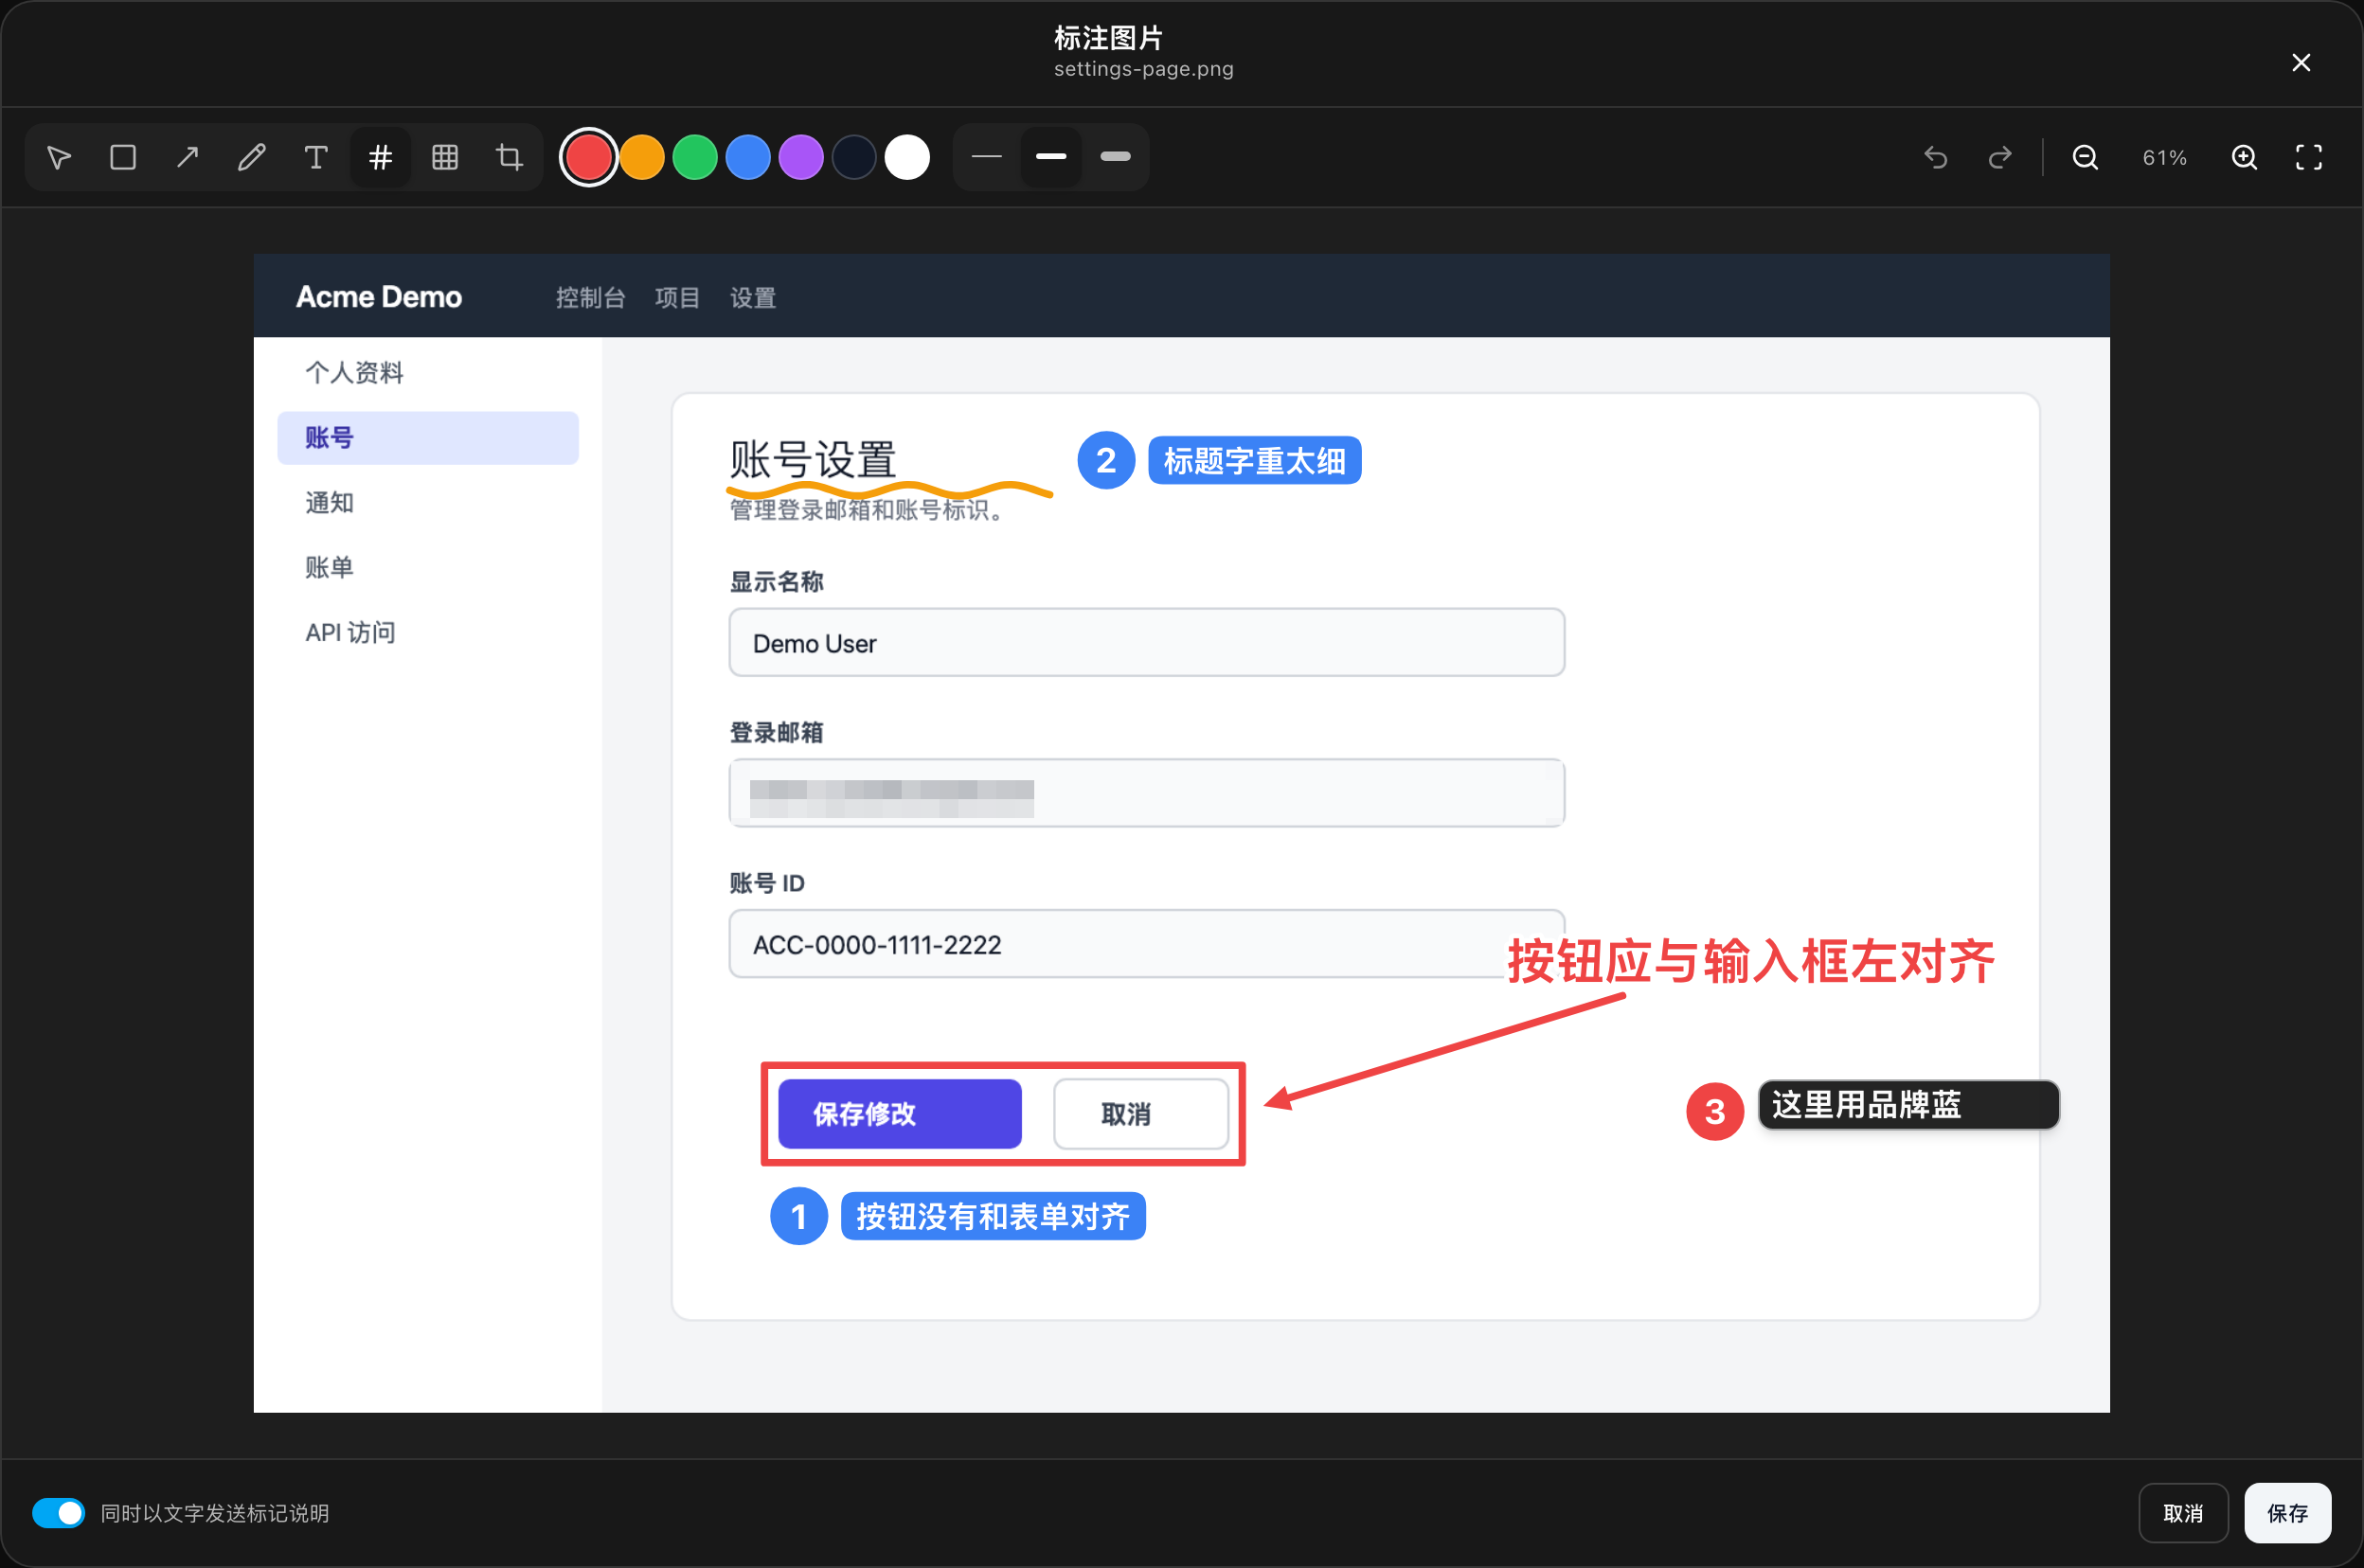 标注图片
settings-page.png
61%
Acme Demo
控制台 项目 设置
个人资料
账号
通知
账单
API 访问
账号设置
2 标题字重太细
管理登录邮箱和账号标识。
显示名称
Demo User
登录邮箱
账号 ID
ACC-0000-1111-2222
按钮应与输入框左对齐
保存修改 取消
3 这里用品牌蓝
1 按钮没有和表单对齐
同时以文字发送标记说明
取消 保存